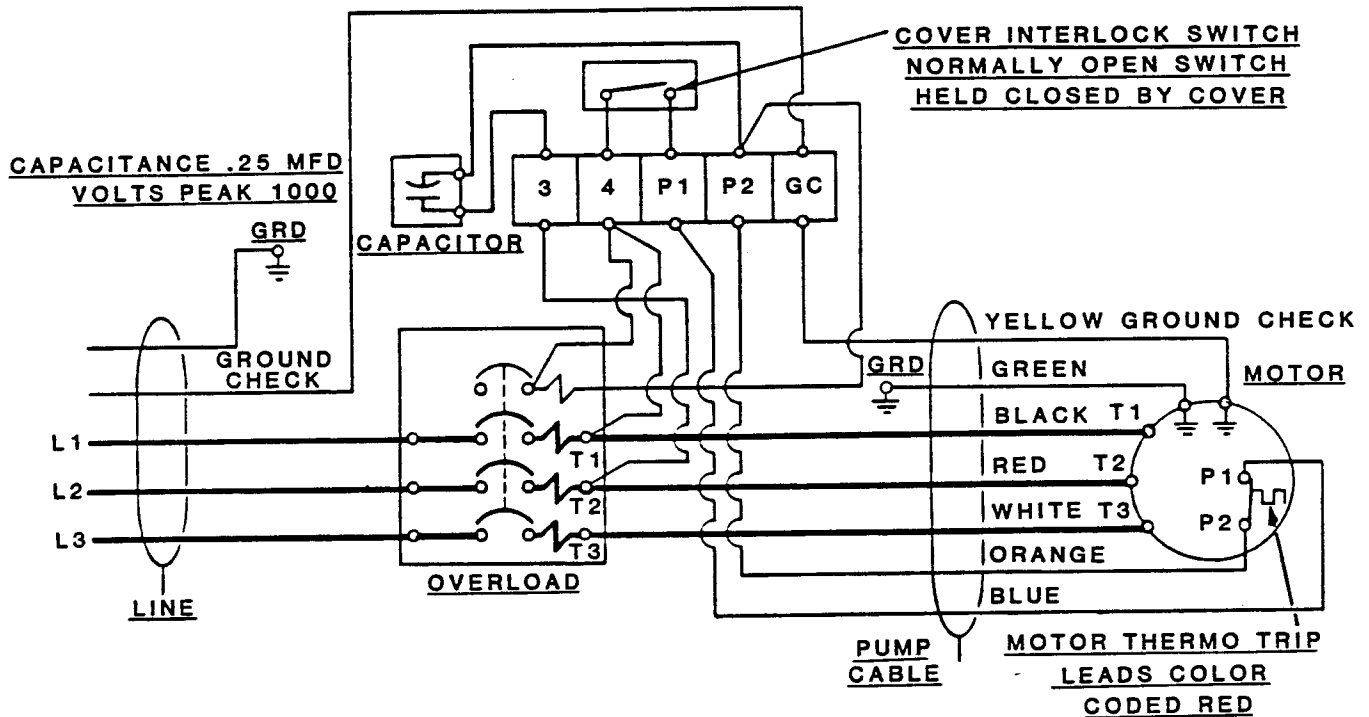 COVER INTERLOCK SWITCH
NORMALLY OPEN SWITCH
HELD CLOSED BY COVER
CAPACITANCE .25 MFD
VOLTS PEAK 1000
3
4
P1
P2
GC
CAPACITOR
GRD
GROUND
CHECK
L1
L2
L3
LINE
T1
T2
T3
OVERLOAD
GRD
YELLOW GROUND CHECK
GREEN
MOTOR
BLACK T1
RED T2
WHITE T3
P1
P2
ORANGE
BLUE
PUMP
CABLE
MOTOR THERMO TRIP
LEADS COLOR
CODED RED